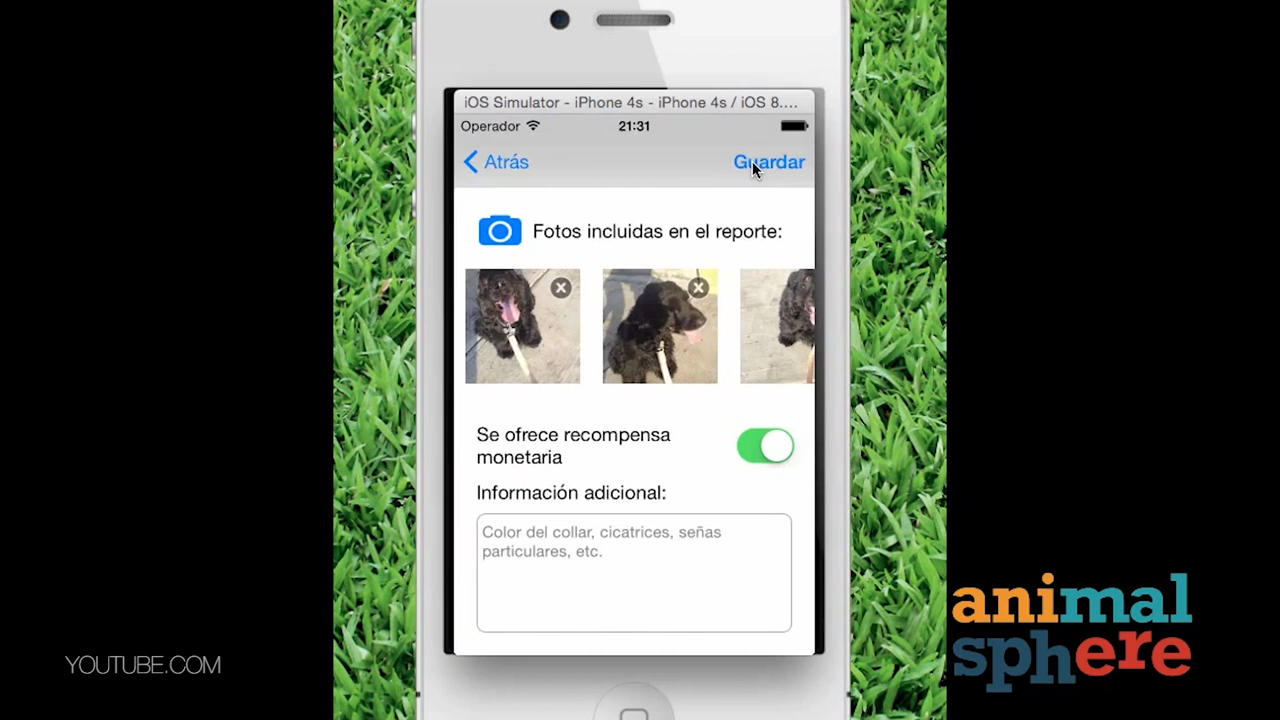 iOS Simulator - iPhone 4s - iPhone 4s / iOS 8....
Operador
21:31
Atrás
Guardar
Fotos incluidas en el reporte:
Se ofrece recompensa
monetaria
Información adicional:
Color del collar, cicatrices, señas
particulares, etc.
YOUTUBE.COM
animal
sphere